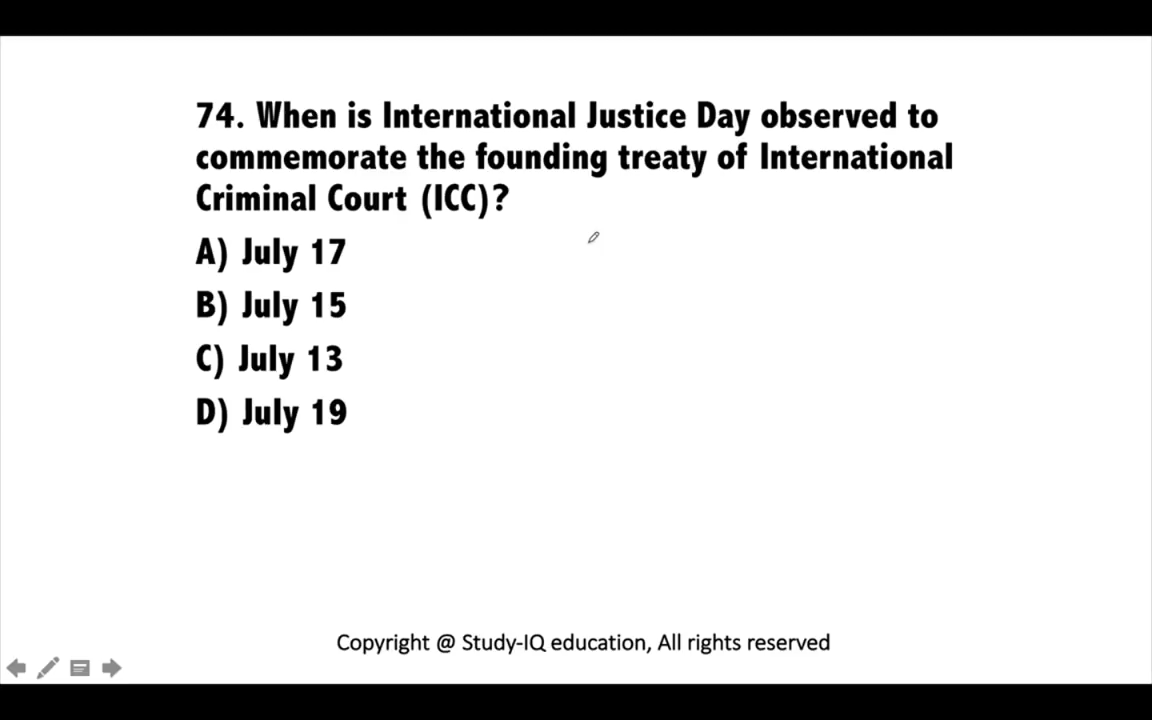 74. When is International Justice Day observed to
commemorate the founding treaty of International
Criminal Court (ICC)?
A) July 17
B) July 15
C) July 13
D) July 19
Copyright @ Study-IQ education, All rights reserved